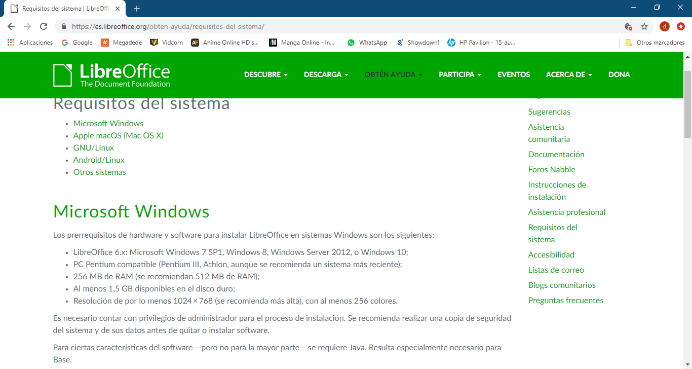 Requisitos del sistema | LibreOffi
https://es.libreoffice.org/obten-ayuda/requisitos-del-sistema/
Aplicaciones Google Megadede Vidcorn Anime Online HD s... Manga Online - In... WhatsApp Showdown! HP Pavilion - 15-au... Otros marcadores
LibreOffice
The Document Foundation
DESCUBRE DESCARGA OBTÉN AYUDA PARTICIPA EVENTOS ACERCA DE DONA
Requisitos del sistema
Microsoft Windows
Apple macOS (Mac OS X)
GNU/Linux
Android/Linux
Otros sistemas
Microsoft Windows
Los prerrequisitos de hardware y software para instalar LibreOffice en sistemas Windows son los siguientes:
LibreOffice 6.x: Microsoft Windows 7 SP1, Windows 8, Windows Server 2012, o Windows 10;
PC Pentium compatible (Pentium III, Athlon, aunque se recomienda un sistema más reciente);
256 MB de RAM (se recomiendan 512 MB de RAM);
Al menos 1,5 GB disponibles en el disco duro;
Resolución de por lo menos 1024 × 768 (se recomienda más alta), con al menos 256 colores.
Es necesario contar con privilegios de administrador para el proceso de instalación. Se recomienda realizar una copia de seguridad
del sistema y de sus datos antes de quitar o instalar software.
Para ciertas características del software —pero no para la mayor parte— se requiere Java. Resulta especialmente necesario para
Base.
Sugerencias
Asistencia
comunitaria
Documentación
Foros Nabble
Instrucciones de
instalación
Asistencia profesional
Requisitos del
sistema
Accesibilidad
Listas de correo
Blogs comunitarios
Preguntas frecuentes